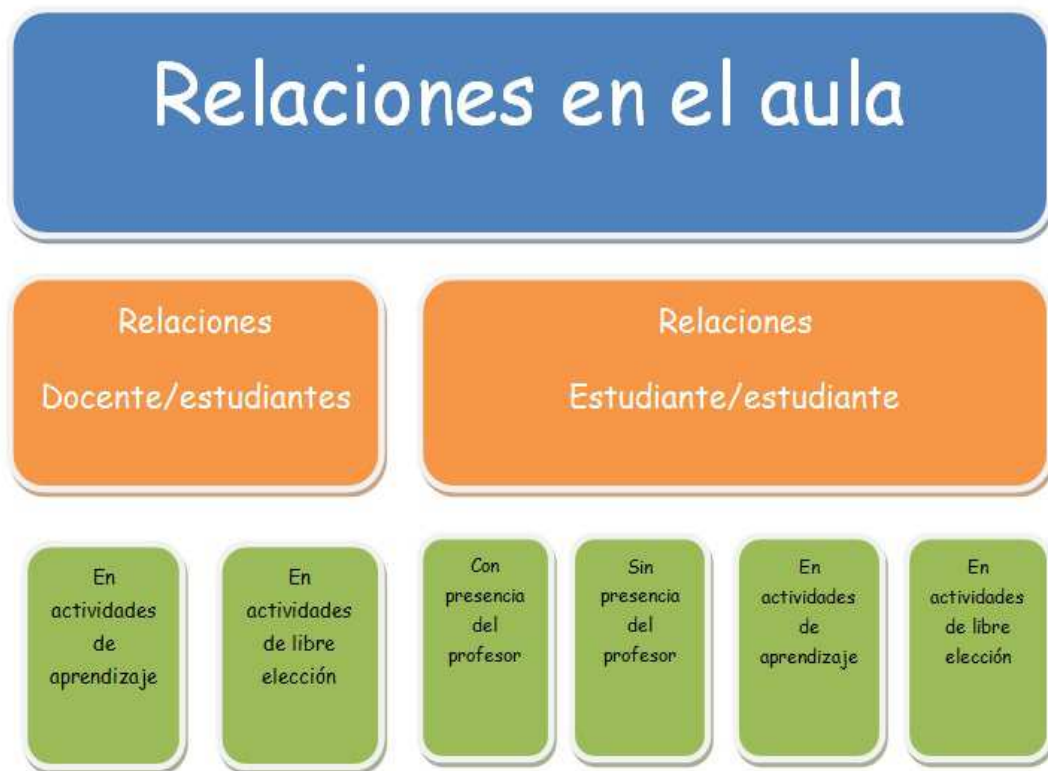 Relaciones en el aula
Relaciones
Docente/estudiantes
Relaciones
Estudiante/estudiante
En
actividades
de
aprendizaje
En
actividades
de libre
elección
Con
presencia
del
profesor
Sin
presencia
del
profesor
En
actividades
de
aprendizaje
En
actividades
de libre
elección